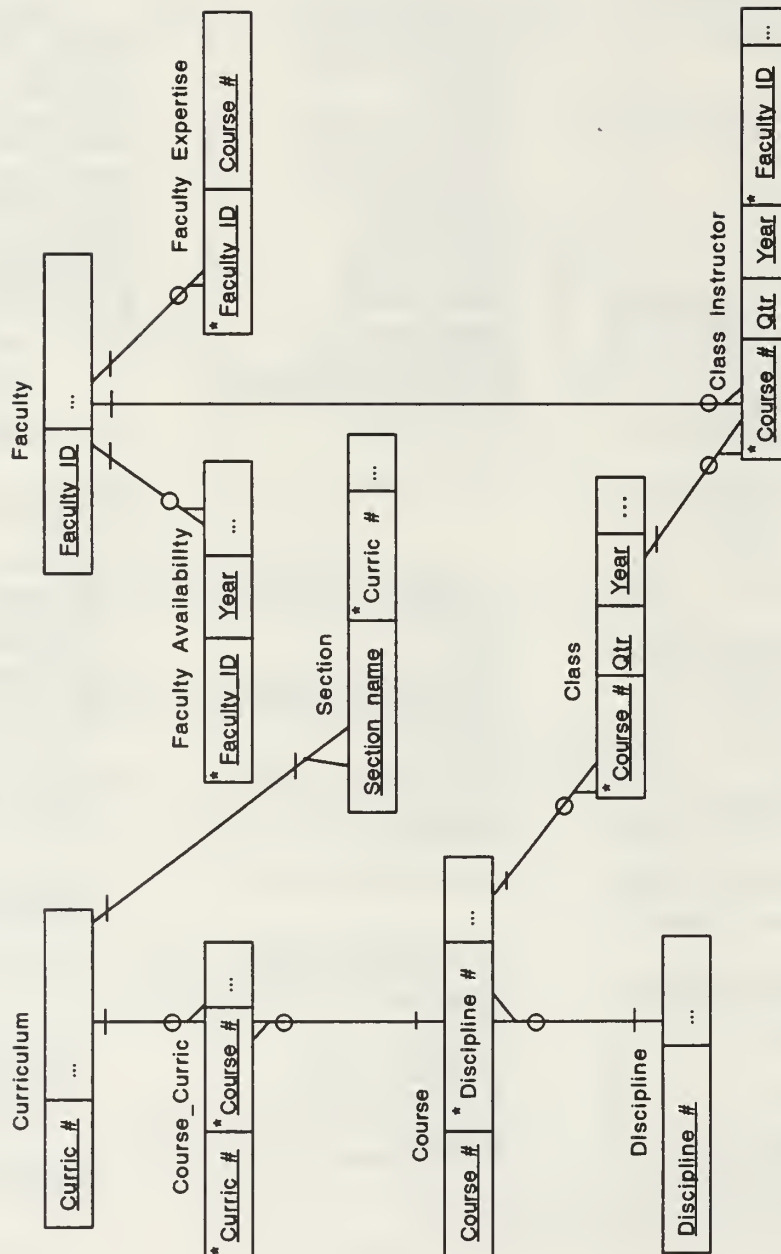 Curriculum
Curric # ...
Course_Curric
* Curric # * Course # ...
Course
Course # * Discipline # ...
Discipline
Discipline # ...
Section
Section name * Curric # ...
Class
* Course # Qtr Year ...
Faculty
Faculty ID ...
Faculty Availability
* Faculty ID Year ...
Faculty Expertise
* Faculty ID Course #
Class Instructor
* Course # Qtr Year * Faculty ID ...